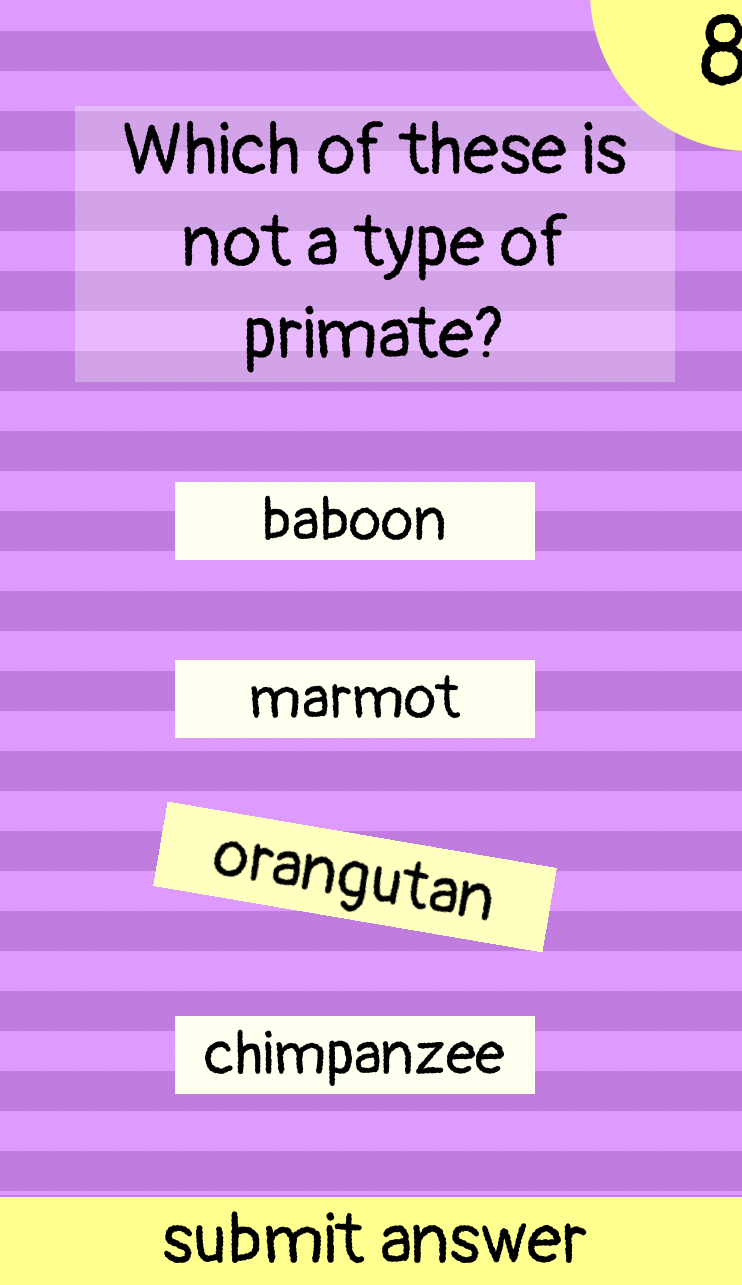 8
Which of these is
not a type of
primate?
baboon
marmot
orangutan
chimpanzee
submit answer